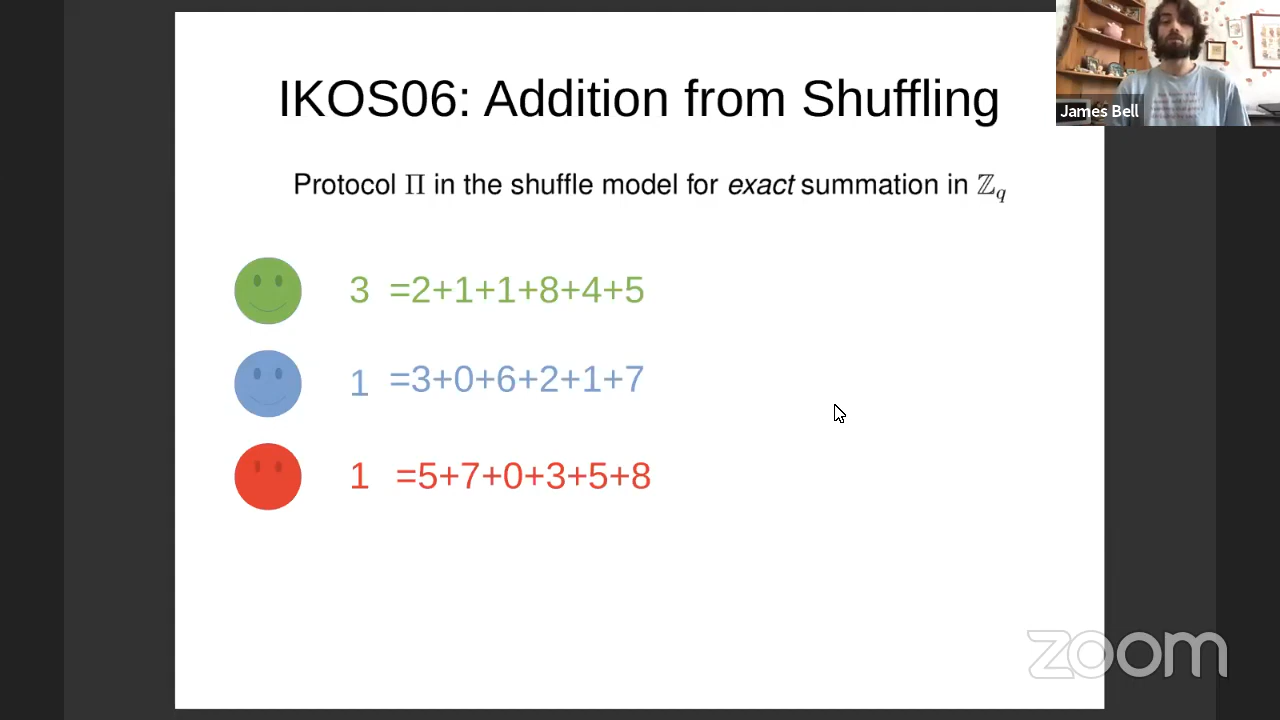 IKOS06: Addition from Shuffling
James Bell
Protocol Π in the shuffle model for exact summation in ℤ_q
3 =2+1+1+8+4+5
1 =3+0+6+2+1+7
1 =5+7+0+3+5+8
zoom